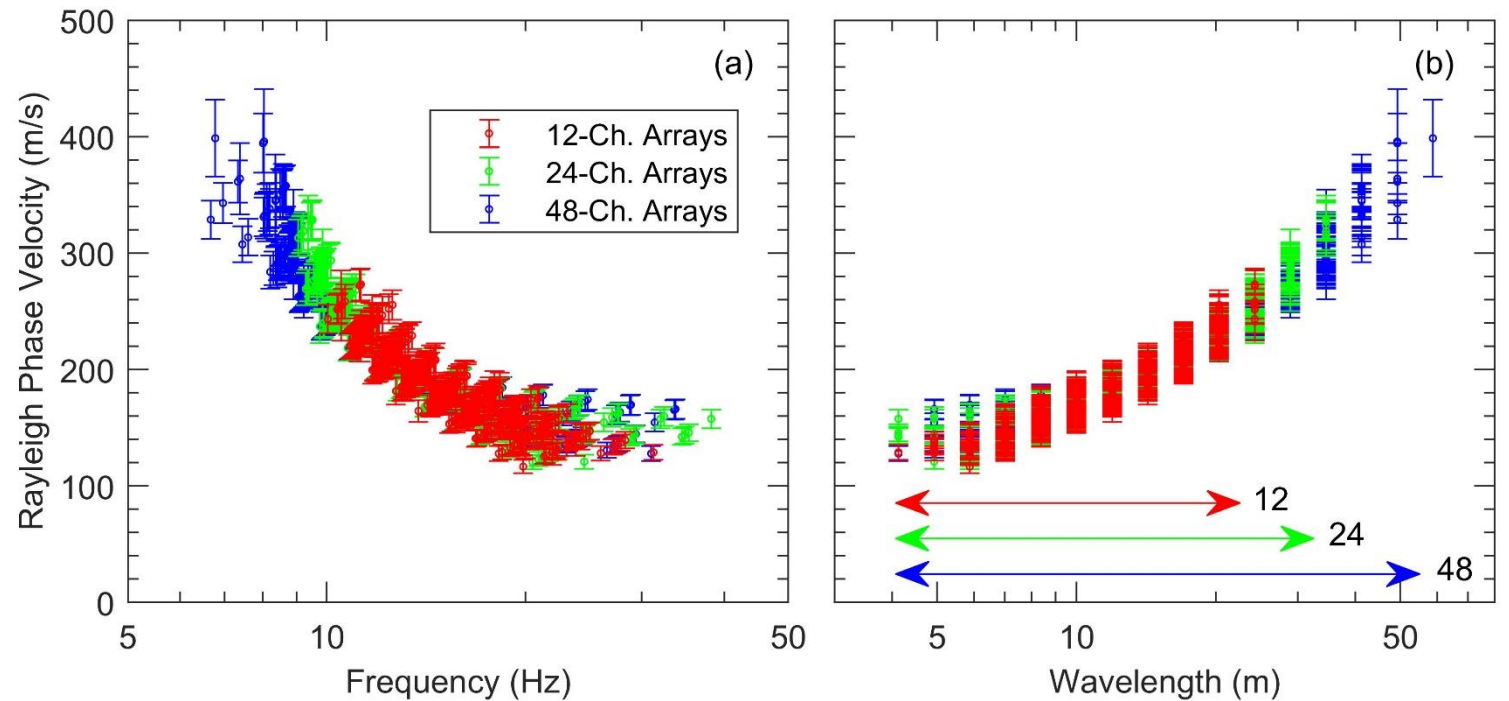 Rayleigh Phase Velocity (m/s)
500
400
300
200
100
0
(a)
12-Ch. Arrays
24-Ch. Arrays
48-Ch. Arrays
5
10
50
Frequency (Hz)
(b)
12
24
48
5
10
50
Wavelength (m)